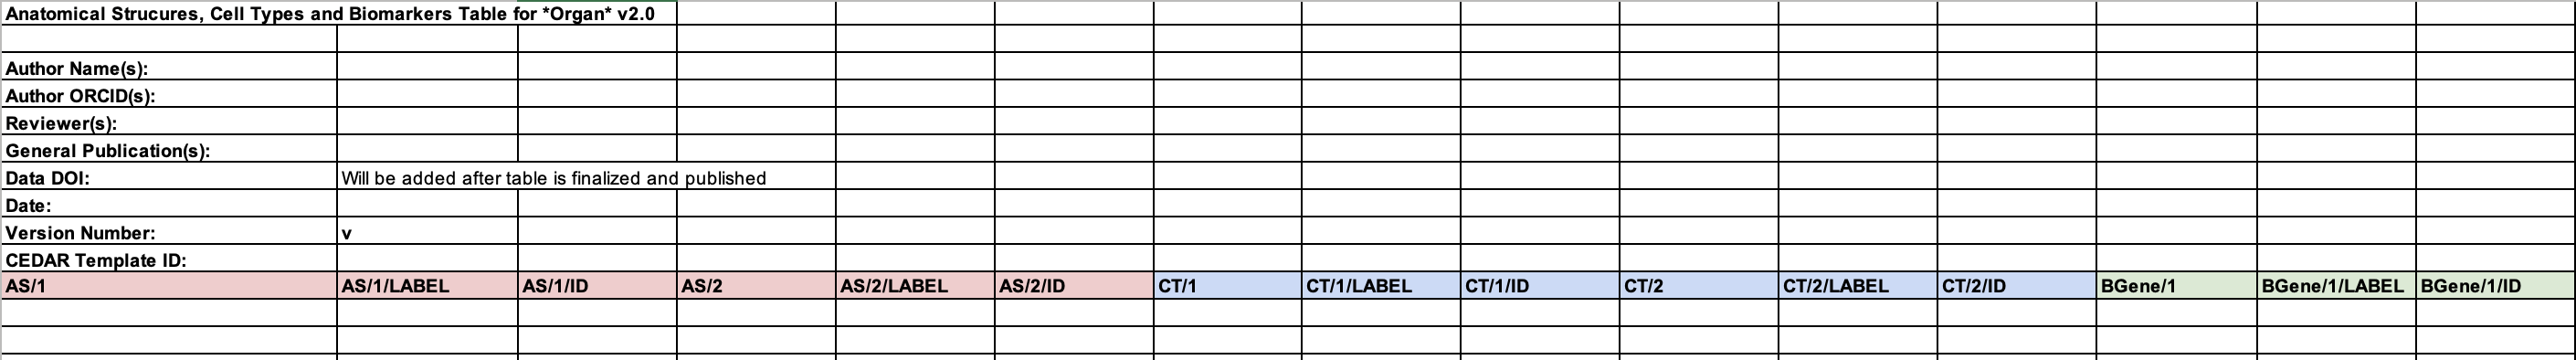 Anatomical Strucures, Cell Types and Biomarkers Table for *Organ* v2.0
Author Name(s):
Author ORCID(s):
Reviewer(s):
General Publication(s):
Data DOI: Will be added after table is finalized and published
Date:
Version Number: v
CEDAR Template ID:
AS/1 AS/1/LABEL AS/1/ID AS/2 AS/2/LABEL AS/2/ID CT/1 CT/1/LABEL CT/1/ID CT/2 CT/2/LABEL CT/2/ID BGene/1 BGene/1/LABEL BGene/1/ID